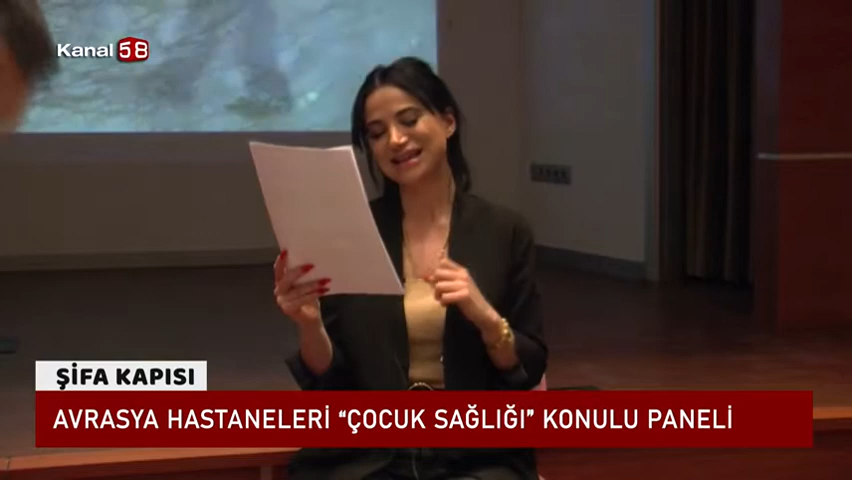 Kanal 58
ŞİFA KAPISI
AVRASYA HASTANELERİ “ÇOCUK SAĞLIĞI” KONULU PANELİ